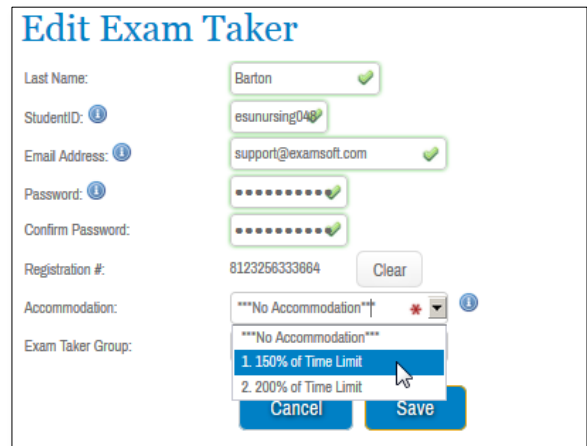 Edit Exam Taker
Last Name: Barton
StudentID: esunursing048
Email Address: support@examsoft.com
Password: ●●●●●●●●●●
Confirm Password: ●●●●●●●●●●
Registration #: 8123256333664 Clear
Accommodation: ***No Accommodation***
***No Accommodation***
Exam Taker Group:
1. 150% of Time Limit
2. 200% of Time Limit
Cancel Save